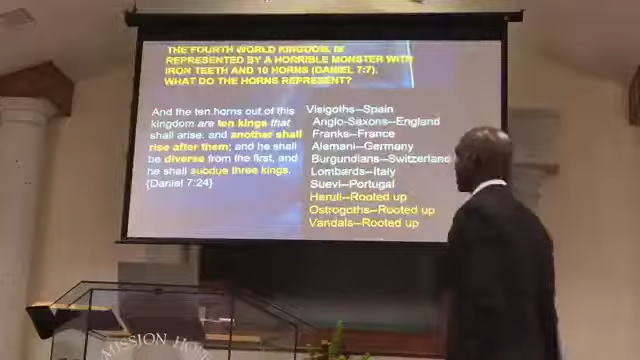 THE FOURTH WORLD KINGDOM, IS
REPRESENTED BY A HORRIBLE MONSTER WITH
IRON TEETH AND 10 HORNS (DANIEL 7:7).
WHAT DO THE HORNS REPRESENT?
And the ten horns out of this
kingdom are ten kings that
shall arise: and another shall
rise after them; and he shall
be diverse from the first, and
he shall subdue three kings.
{Daniel 7:24}
Visigoths--Spain
Anglo-Saxons--England
Franks--France
Alemani--Germany
Burgundians--Switzerland
Lombards--Italy
Suevi--Portugal
Heruli--Rooted up
Ostrogoths--Rooted up
Vandals--Rooted up
MISSION